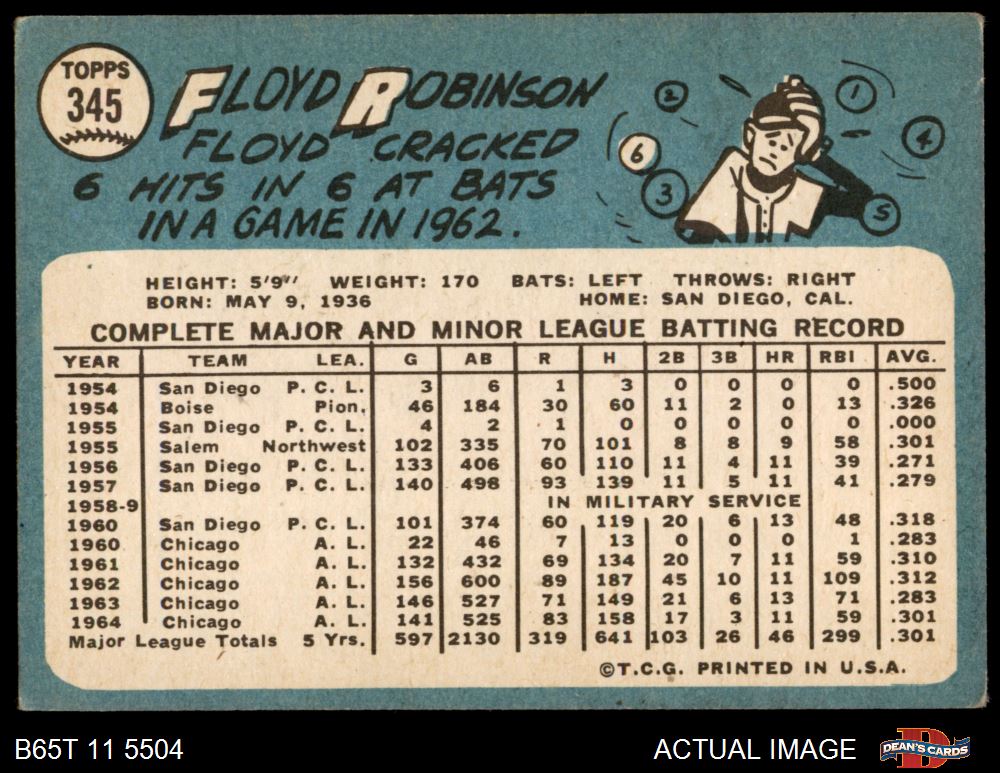 TOPPS
345
FLOYD ROBINSON
FLOYD CRACKED
6 HITS IN 6 AT BATS
IN A GAME IN 1962.
2
1
6
4
3
5
HEIGHT: 5'9" WEIGHT: 170 BATS: LEFT THROWS: RIGHT
BORN: MAY 9, 1936 HOME: SAN DIEGO, CAL.
COMPLETE MAJOR AND MINOR LEAGUE BATTING RECORD
YEAR TEAM LEA. G AB R H 2B 3B HR RBI AVG.
1954 San Diego P. C. L. 3 6 1 3 0 0 0 0 .500
1954 Boise Pion. 46 184 30 60 11 2 0 13 .326
1955 San Diego P. C. L. 4 2 1 0 0 0 0 0 .000
1955 Salem Northwest 102 335 70 101 8 8 9 58 .301
1956 San Diego P. C. L. 133 406 60 110 11 4 11 39 .271
1957 San Diego P. C. L. 140 498 93 139 11 5 11 41 .279
1958-9 IN MILITARY SERVICE
1960 San Diego P. C. L. 101 374 60 119 20 6 13 48 .318
1960 Chicago A. L. 22 46 7 13 0 0 0 1 .283
1961 Chicago A. L. 132 432 69 134 20 7 11 59 .310
1962 Chicago A. L. 156 600 89 187 45 10 11 109 .312
1963 Chicago A. L. 146 527 71 149 21 6 13 71 .283
1964 Chicago A. L. 141 525 83 158 17 3 11 59 .301
Major League Totals 5 Yrs. 597 2130 319 641 103 26 46 299 .301
©T.C.G. PRINTED IN U.S.A.
B65T 11 5504 ACTUAL IMAGE DEAN'S CARDS